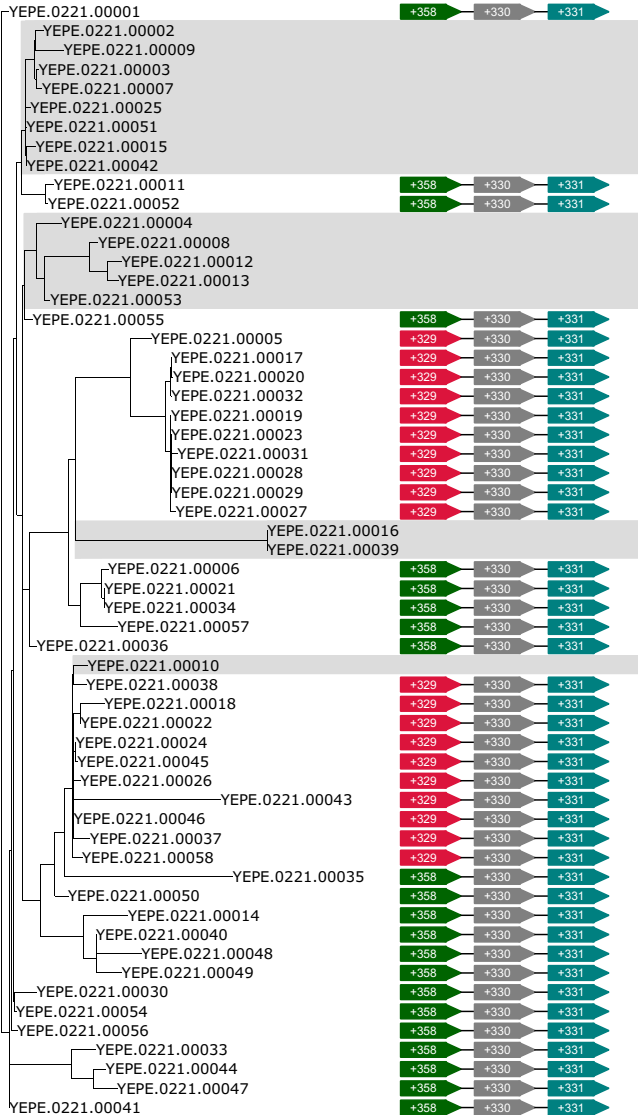 YEPE.0221.00001 +358 +330 +331
YEPE.0221.00002
YEPE.0221.00009
YEPE.0221.00003
YEPE.0221.00007
YEPE.0221.00025
YEPE.0221.00051
YEPE.0221.00015
YEPE.0221.00042
YEPE.0221.00011 +358 +330 +331
YEPE.0221.00052 +358 +330 +331
YEPE.0221.00004
YEPE.0221.00008
YEPE.0221.00012
YEPE.0221.00013
YEPE.0221.00053
YEPE.0221.00055 +358 +330 +331
YEPE.0221.00005 +329 +330 +331
YEPE.0221.00017 +329 +330 +331
YEPE.0221.00020 +329 +330 +331
YEPE.0221.00032 +329 +330 +331
YEPE.0221.00019 +329 +330 +331
YEPE.0221.00023 +329 +330 +331
YEPE.0221.00031 +329 +330 +331
YEPE.0221.00028 +329 +330 +331
YEPE.0221.00029 +329 +330 +331
YEPE.0221.00027 +329 +330 +331
YEPE.0221.00016
YEPE.0221.00039
YEPE.0221.00006 +358 +330 +331
YEPE.0221.00021 +358 +330 +331
YEPE.0221.00034 +358 +330 +331
YEPE.0221.00057 +358 +330 +331
YEPE.0221.00036 +358 +330 +331
YEPE.0221.00010
YEPE.0221.00038 +329 +330 +331
YEPE.0221.00018 +329 +330 +331
YEPE.0221.00022 +329 +330 +331
YEPE.0221.00024 +329 +330 +331
YEPE.0221.00045 +329 +330 +331
YEPE.0221.00026 +329 +330 +331
YEPE.0221.00043 +329 +330 +331
YEPE.0221.00046 +329 +330 +331
YEPE.0221.00037 +329 +330 +331
YEPE.0221.00058 +329 +330 +331
YEPE.0221.00035 +358 +330 +331
YEPE.0221.00050 +358 +330 +331
YEPE.0221.00014 +358 +330 +331
YEPE.0221.00040 +358 +330 +331
YEPE.0221.00048 +358 +330 +331
YEPE.0221.00049 +358 +330 +331
YEPE.0221.00030 +358 +330 +331
YEPE.0221.00054 +358 +330 +331
YEPE.0221.00056 +358 +330 +331
YEPE.0221.00033 +358 +330 +331
YEPE.0221.00044 +358 +330 +331
YEPE.0221.00047 +358 +330 +331
YEPE.0221.00041 +358 +330 +331